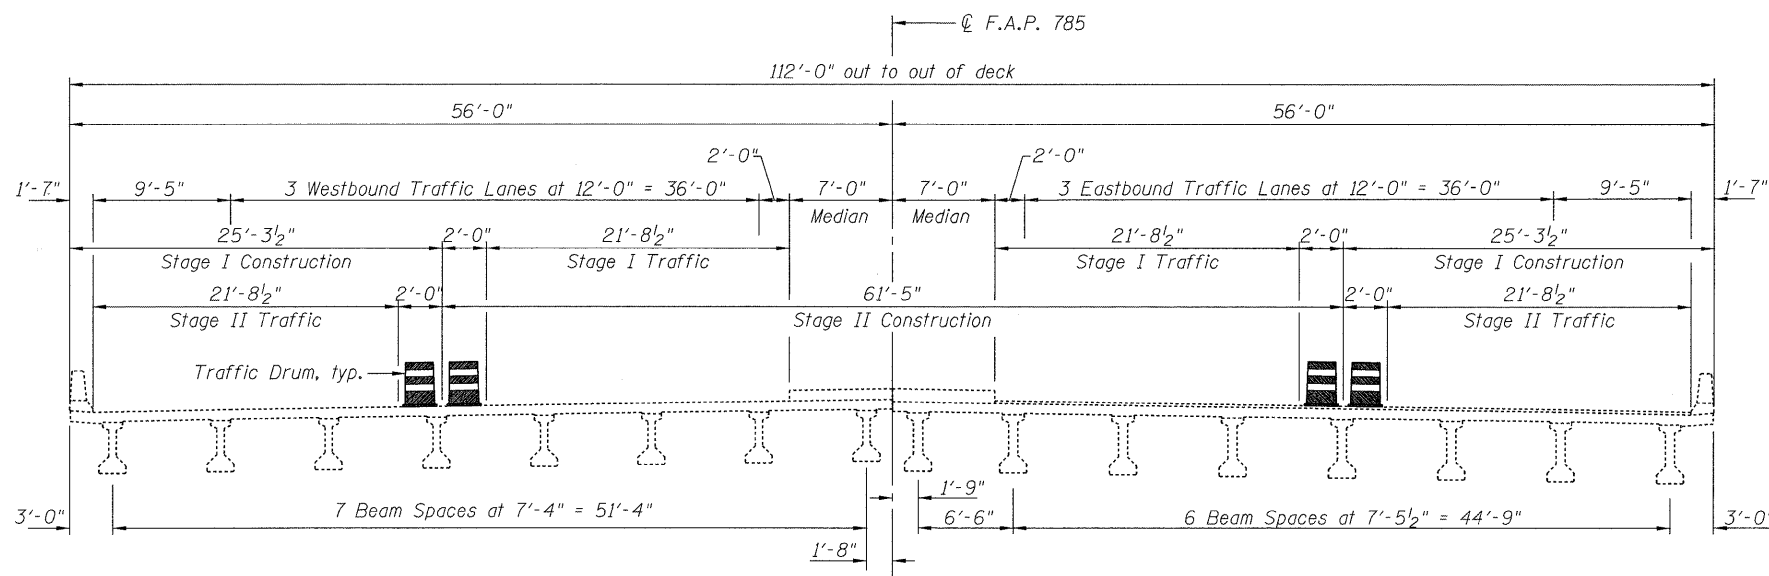 ℄ F.A.P. 785
112'-0" out to out of deck
56'-0" 56'-0"
2'-0" 2'-0"
1'-7" 9'-5" 3 Westbound Traffic Lanes at 12'-0" = 36'-0" 7'-0" 7'-0" 3 Eastbound Traffic Lanes at 12'-0" = 36'-0" 9'-5" 1'-7"
Median Median
25'-3½" 2'-0" 21'-8½" 21'-8½" 2'-0" 25'-3½"
Stage I Construction Stage I Traffic Stage I Traffic Stage I Construction
21'-8½" 2'-0" 61'-5" 2'-0" 21'-8½"
Stage II Traffic Stage II Construction Stage II Traffic
Traffic Drum, typ.
1'-9"
3'-0" 7 Beam Spaces at 7'-4" = 51'-4" 6'-6" 6 Beam Spaces at 7'-5½" = 44'-9" 3'-0"
1'-8"